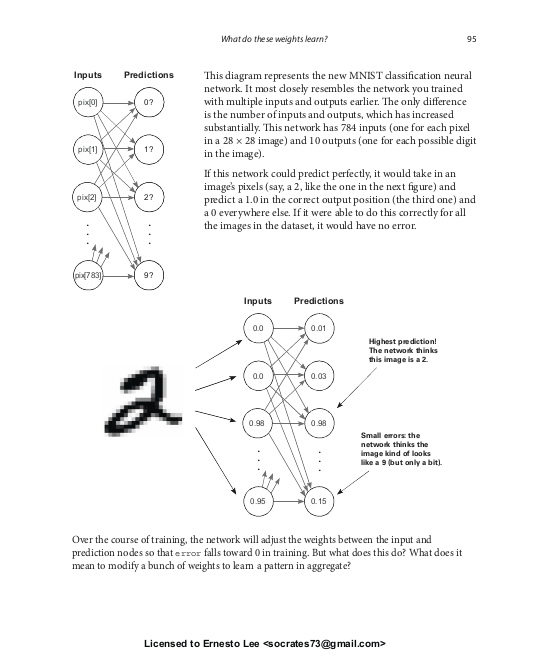 What do these weights learn?
95
Inputs Predictions
pix[0] 0?
pix[1] 1?
pix[2] 2?
pix[783] 9?
This diagram represents the new MNIST classification neural
network. It most closely resembles the network you trained
with multiple inputs and outputs earlier. The only difference
is the number of inputs and outputs, which has increased
substantially. This network has 784 inputs (one for each pixel
in a 28 × 28 image) and 10 outputs (one for each possible digit
in the image).
If this network could predict perfectly, it would take in an
image’s pixels (say, a 2, like the one in the next figure) and
predict a 1.0 in the correct output position (the third one) and
a 0 everywhere else. If it were able to do this correctly for all
the images in the dataset, it would have no error.
Inputs Predictions
0.0 0.01
0.0 0.03
0.98 0.98
0.95 0.15
2
Highest prediction!
The network thinks
this image is a 2.
Small errors: the
network thinks the
image kind of looks
like a 9 (but only a bit).
Over the course of training, the network will adjust the weights between the input and
prediction nodes so that error falls toward 0 in training. But what does this do? What does it
mean to modify a bunch of weights to learn a pattern in aggregate?
Licensed to Ernesto Lee <socrates73@gmail.com>